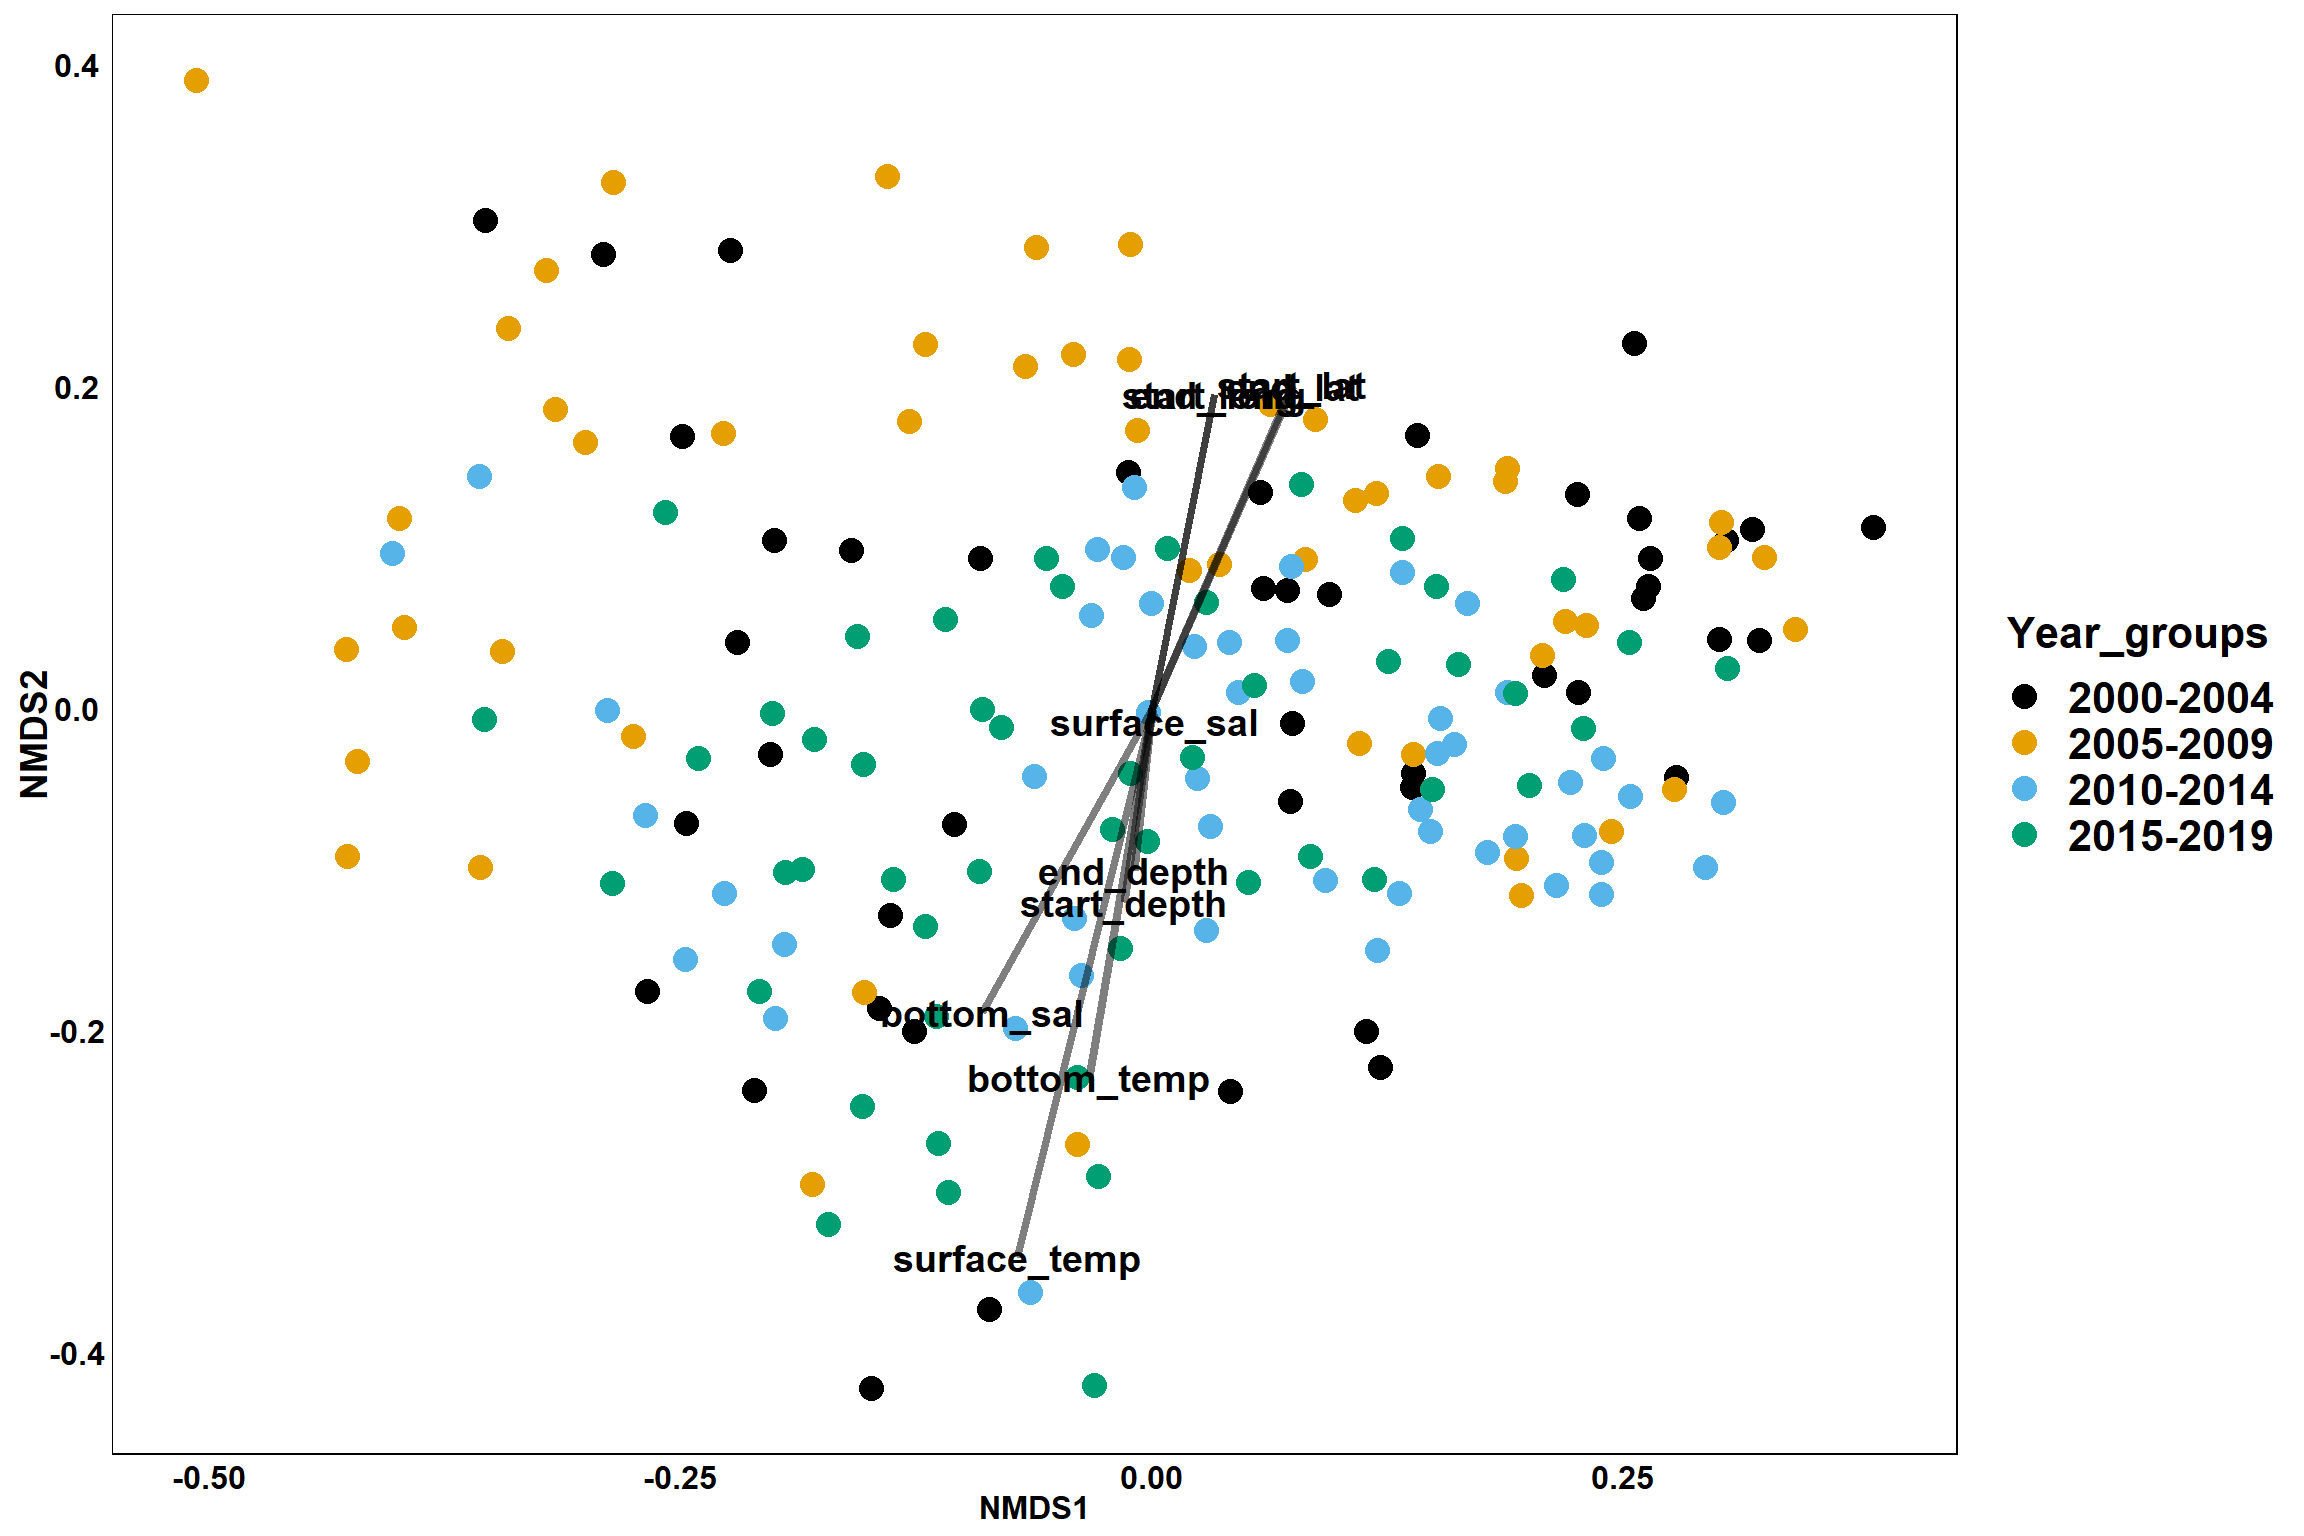 0.4
0.2
0.0
-0.2
-0.4
NMDS2
start_lat
surface_sal
end_depth
start_depth
bottom_sal
bottom_temp
surface_temp
-0.50
-0.25
0.00
0.25
NMDS1
Year_groups
2000-2004
2005-2009
2010-2014
2015-2019